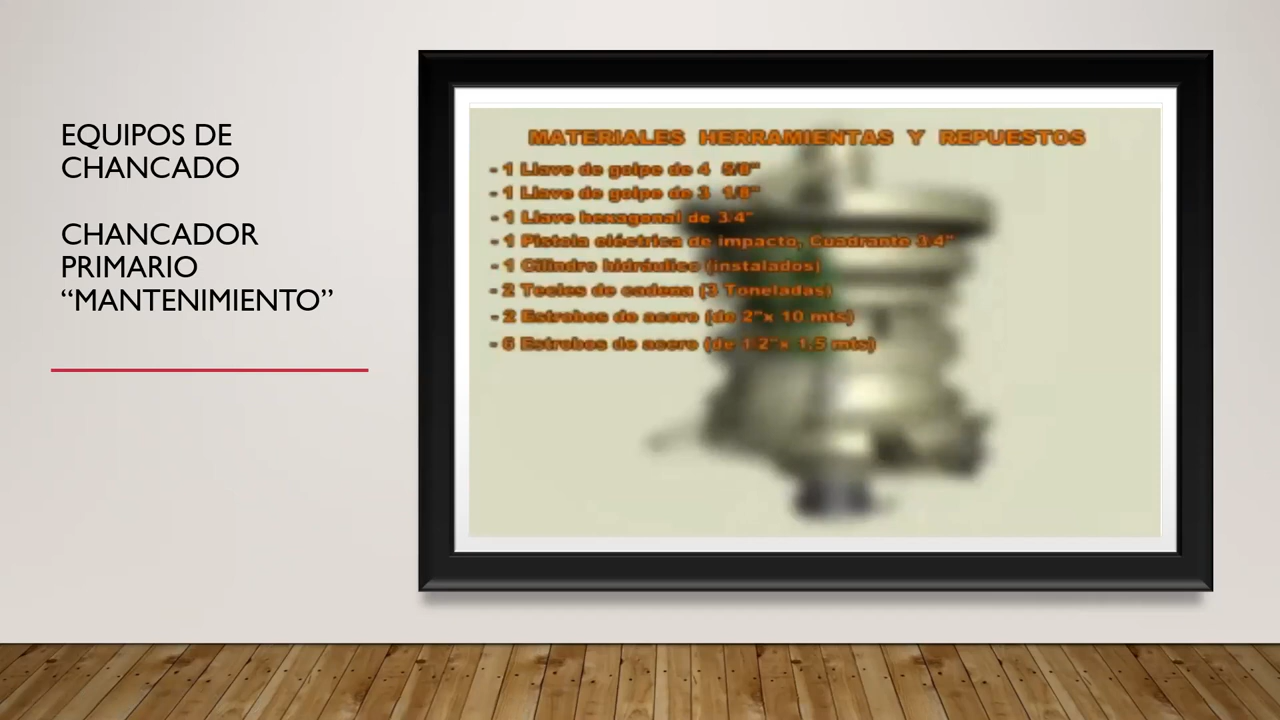 EQUIPOS DE
CHANCADO
CHANCADOR
PRIMARIO
“MANTENIMIENTO”
MATERIALES HERRAMIENTAS Y REPUESTOS
- 1 Llave de golpe de 4 5/8"
- 1 Llave de golpe de 3 1/8"
- 1 Llave hexagonal de 3/4"
- 1 Pistola eléctrica de impacto, Cuadrante 3/4"
- 1 Cilindro hidráulico (instalados)
- 2 Tecles de cadena (3 Toneladas)
- 2 Estrobos de acero (de 2"x 10 mts)
- 6 Estrobos de acero (de 1/2"x 1,5 mts)